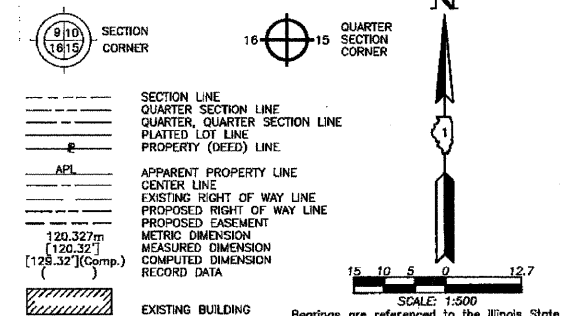 N
9 10 SECTION
16 15 CORNER
16 15 QUARTER
SECTION
CORNER
SECTION LINE
QUARTER SECTION LINE
QUARTER, QUARTER SECTION LINE
PLATTED LOT LINE
PROPERTY (DEED) LINE
APL APPARENT PROPERTY LINE
CENTER LINE
EXISTING RIGHT OF WAY LINE
PROPOSED RIGHT OF WAY LINE
PROPOSED EASEMENT
120.327m METRIC DIMENSION
[120.32'] MEASURED DIMENSION
[129.32'](Comp.) COMPUTED DIMENSION
( ) RECORD DATA
EXISTING BUILDING
1
15 10 5 0 12.7
SCALE: 1:500
Bearings are referenced to the Illinois State